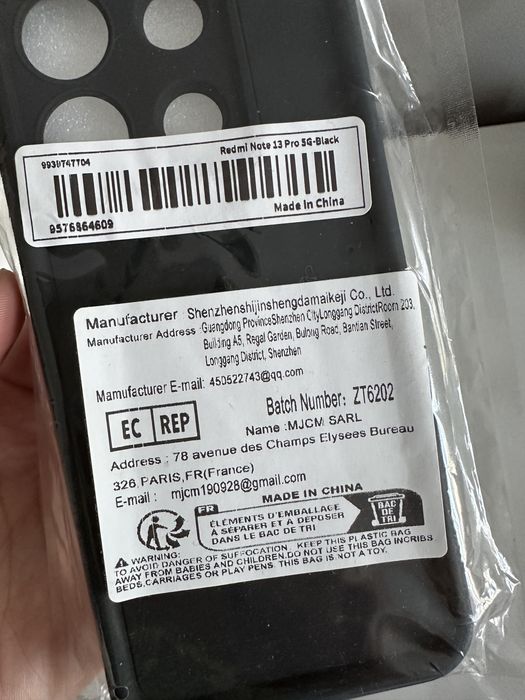 9939747704
Redmi Note 13 Pro 5G-Black
9576864609
Made in China
Manufacturer Shenzhenshijinshengdamaikeji Co., Ltd.
Manufacturer Address :Guangdong ProvinceShenzhen CityLonggang DistrictRoom 203,
Building A5, Regal Garden, Bulong Road, Bantian Street,
Longgang District, Shenzhen
Manufacturer E-mail: 450522743@qq.com
Batch Number: ZT6202
EC REP
Name :MJCM SARL
Address : 78 avenue des Champs Elysees Bureau
326,PARIS,FR(France)
E-mail : mjcm190928@gmail.com
MADE IN CHINA
FR
ÉLÉMENTS D'EMBALLAGE
À SÉPARER ET À DÉPOSER
DANS LE BAC DE TRI
BAC
DE
TRI
WARNING:
TO AVOID DANGER OF SUFFOCATION, KEEP THIS PLASTIC BAG
AWAY FROM BABIES AND CHILDREN.DO NOT USE THIS BAG INCRIBS
BEDS,CARRIAGES OR PLAY PENS. THIS BAG IS NOT A TOY.